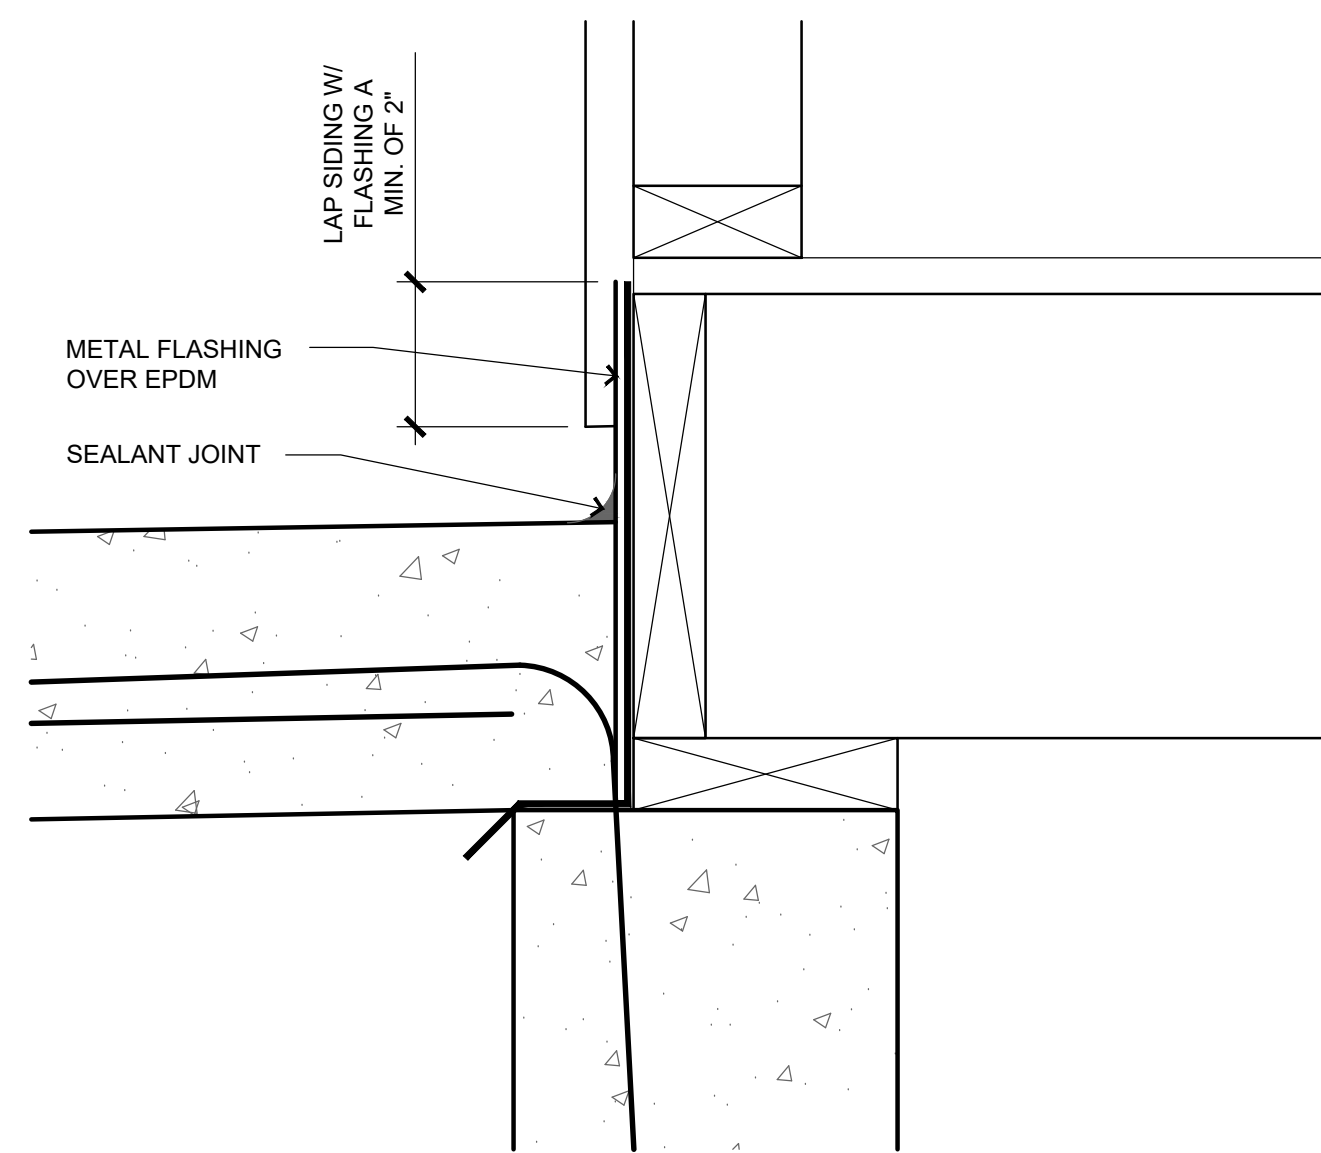 LAP SIDING W/
FLASHING A
MIN. OF 2"
METAL FLASHING
OVER EPDM
SEALANT JOINT